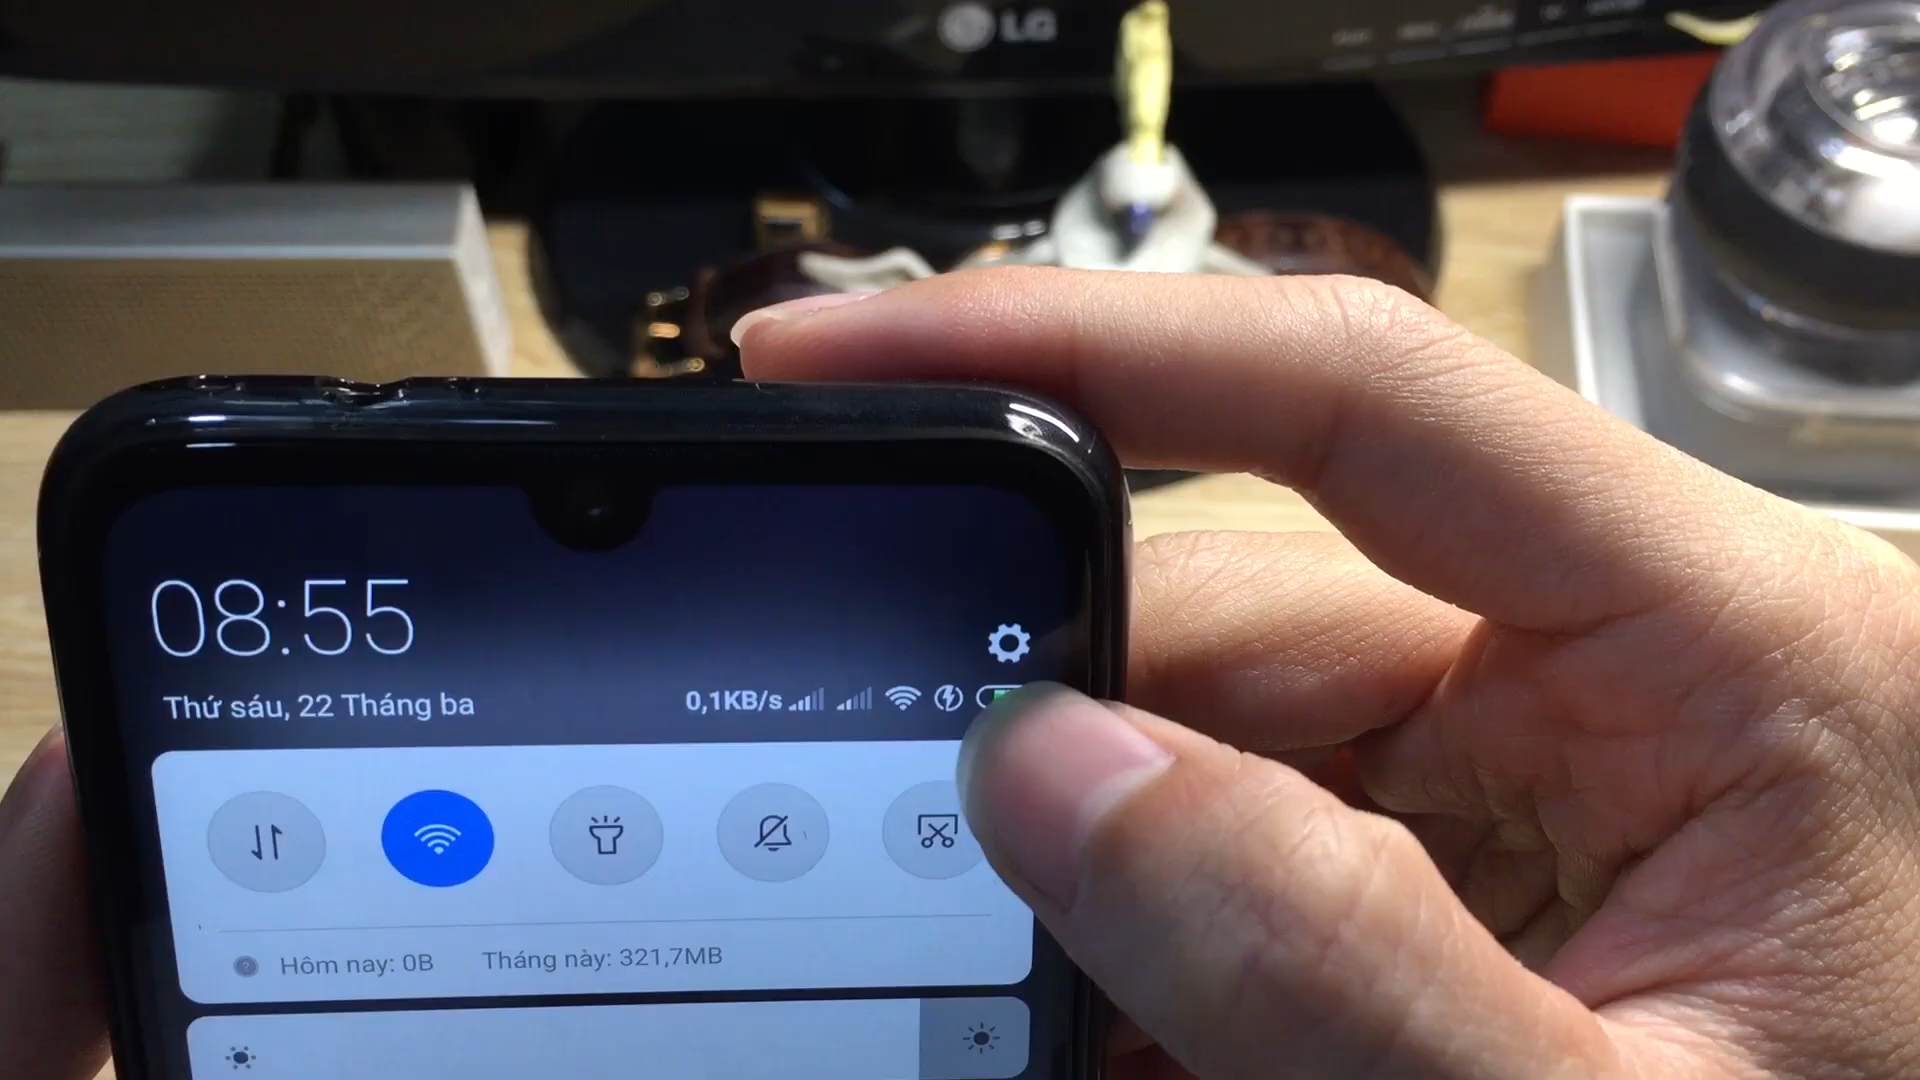 LG
08:55
Thứ sáu, 22 Tháng ba
0,1KB/s
Hôm nay: 0B
Tháng này: 321,7MB